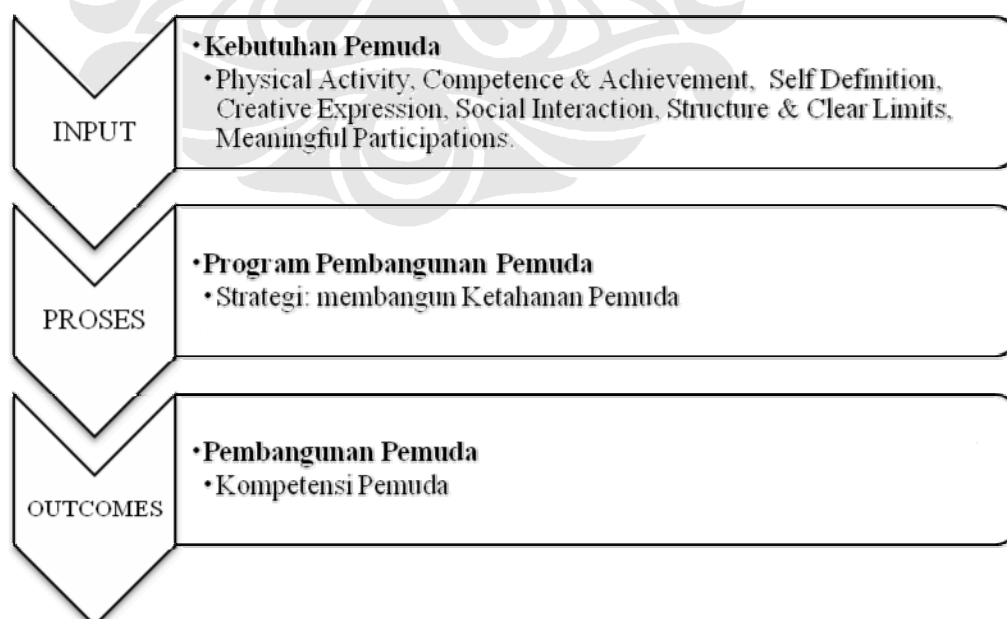 INPUT
•Kebutuhan Pemuda
•Physical Activity, Competence & Achievement, Self Definition,
Creative Expression, Social Interaction, Structure & Clear Limits,
Meaningful Participations.
PROSES
•Program Pembangunan Pemuda
•Strategi: membangun Ketahanan Pemuda
OUTCOMES
•Pembangunan Pemuda
•Kompetensi Pemuda